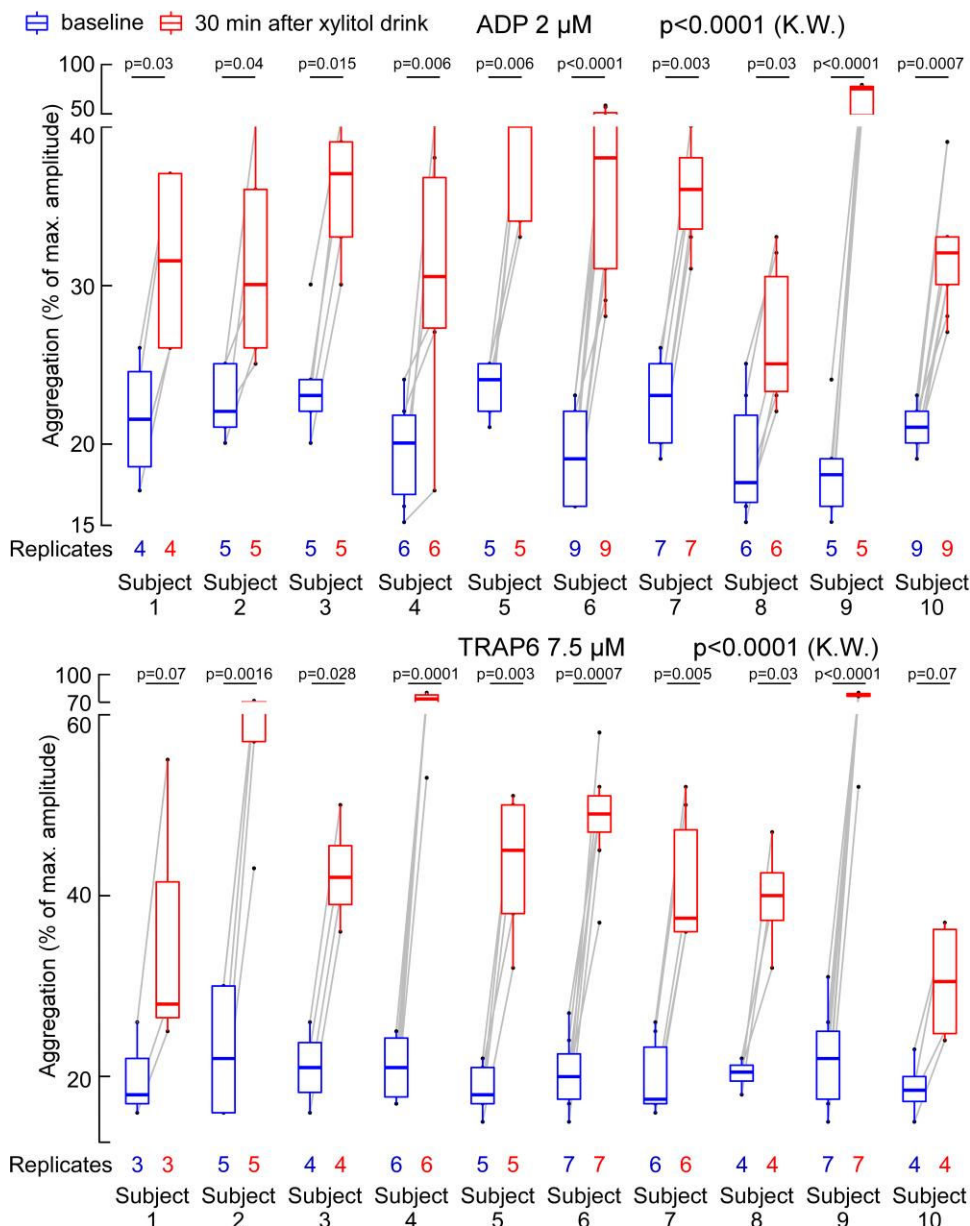 baseline 30 min after xylitol drink ADP 2 µM p<0.0001 (K.W.)
p=0.03 p=0.04 p=0.015 p=0.006 p=0.006 p<0.0001 p=0.003 p=0.03 p<0.0001 p=0.0007
Aggregation (% of max. amplitude)
100
50
40
30
20
15
Replicates 4 4 5 5 5 5 6 6 5 5 9 9 7 7 6 6 5 5 9 9
Subject Subject Subject Subject Subject Subject Subject Subject Subject Subject
1 2 3 4 5 6 7 8 9 10
TRAP6 7.5 µM p<0.0001 (K.W.)
p=0.07 p=0.0016 p=0.028 p=0.0001 p=0.003 p=0.0007 p=0.005 p=0.03 p<0.0001 p=0.07
Aggregation (% of max. amplitude)
100
70
60
40
20
Replicates 3 3 5 5 4 4 6 6 5 5 7 7 6 6 4 4 7 7 4 4
Subject Subject Subject Subject Subject Subject Subject Subject Subject Subject
1 2 3 4 5 6 7 8 9 10